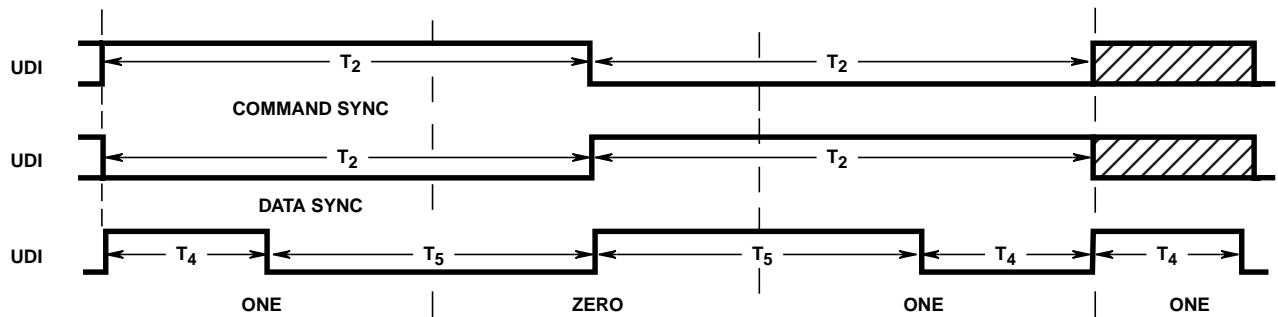 UDI T2 T2
COMMAND SYNC
UDI T2 T2
DATA SYNC
UDI T4 T5 T5 T4 T4
ONE ZERO ONE ONE